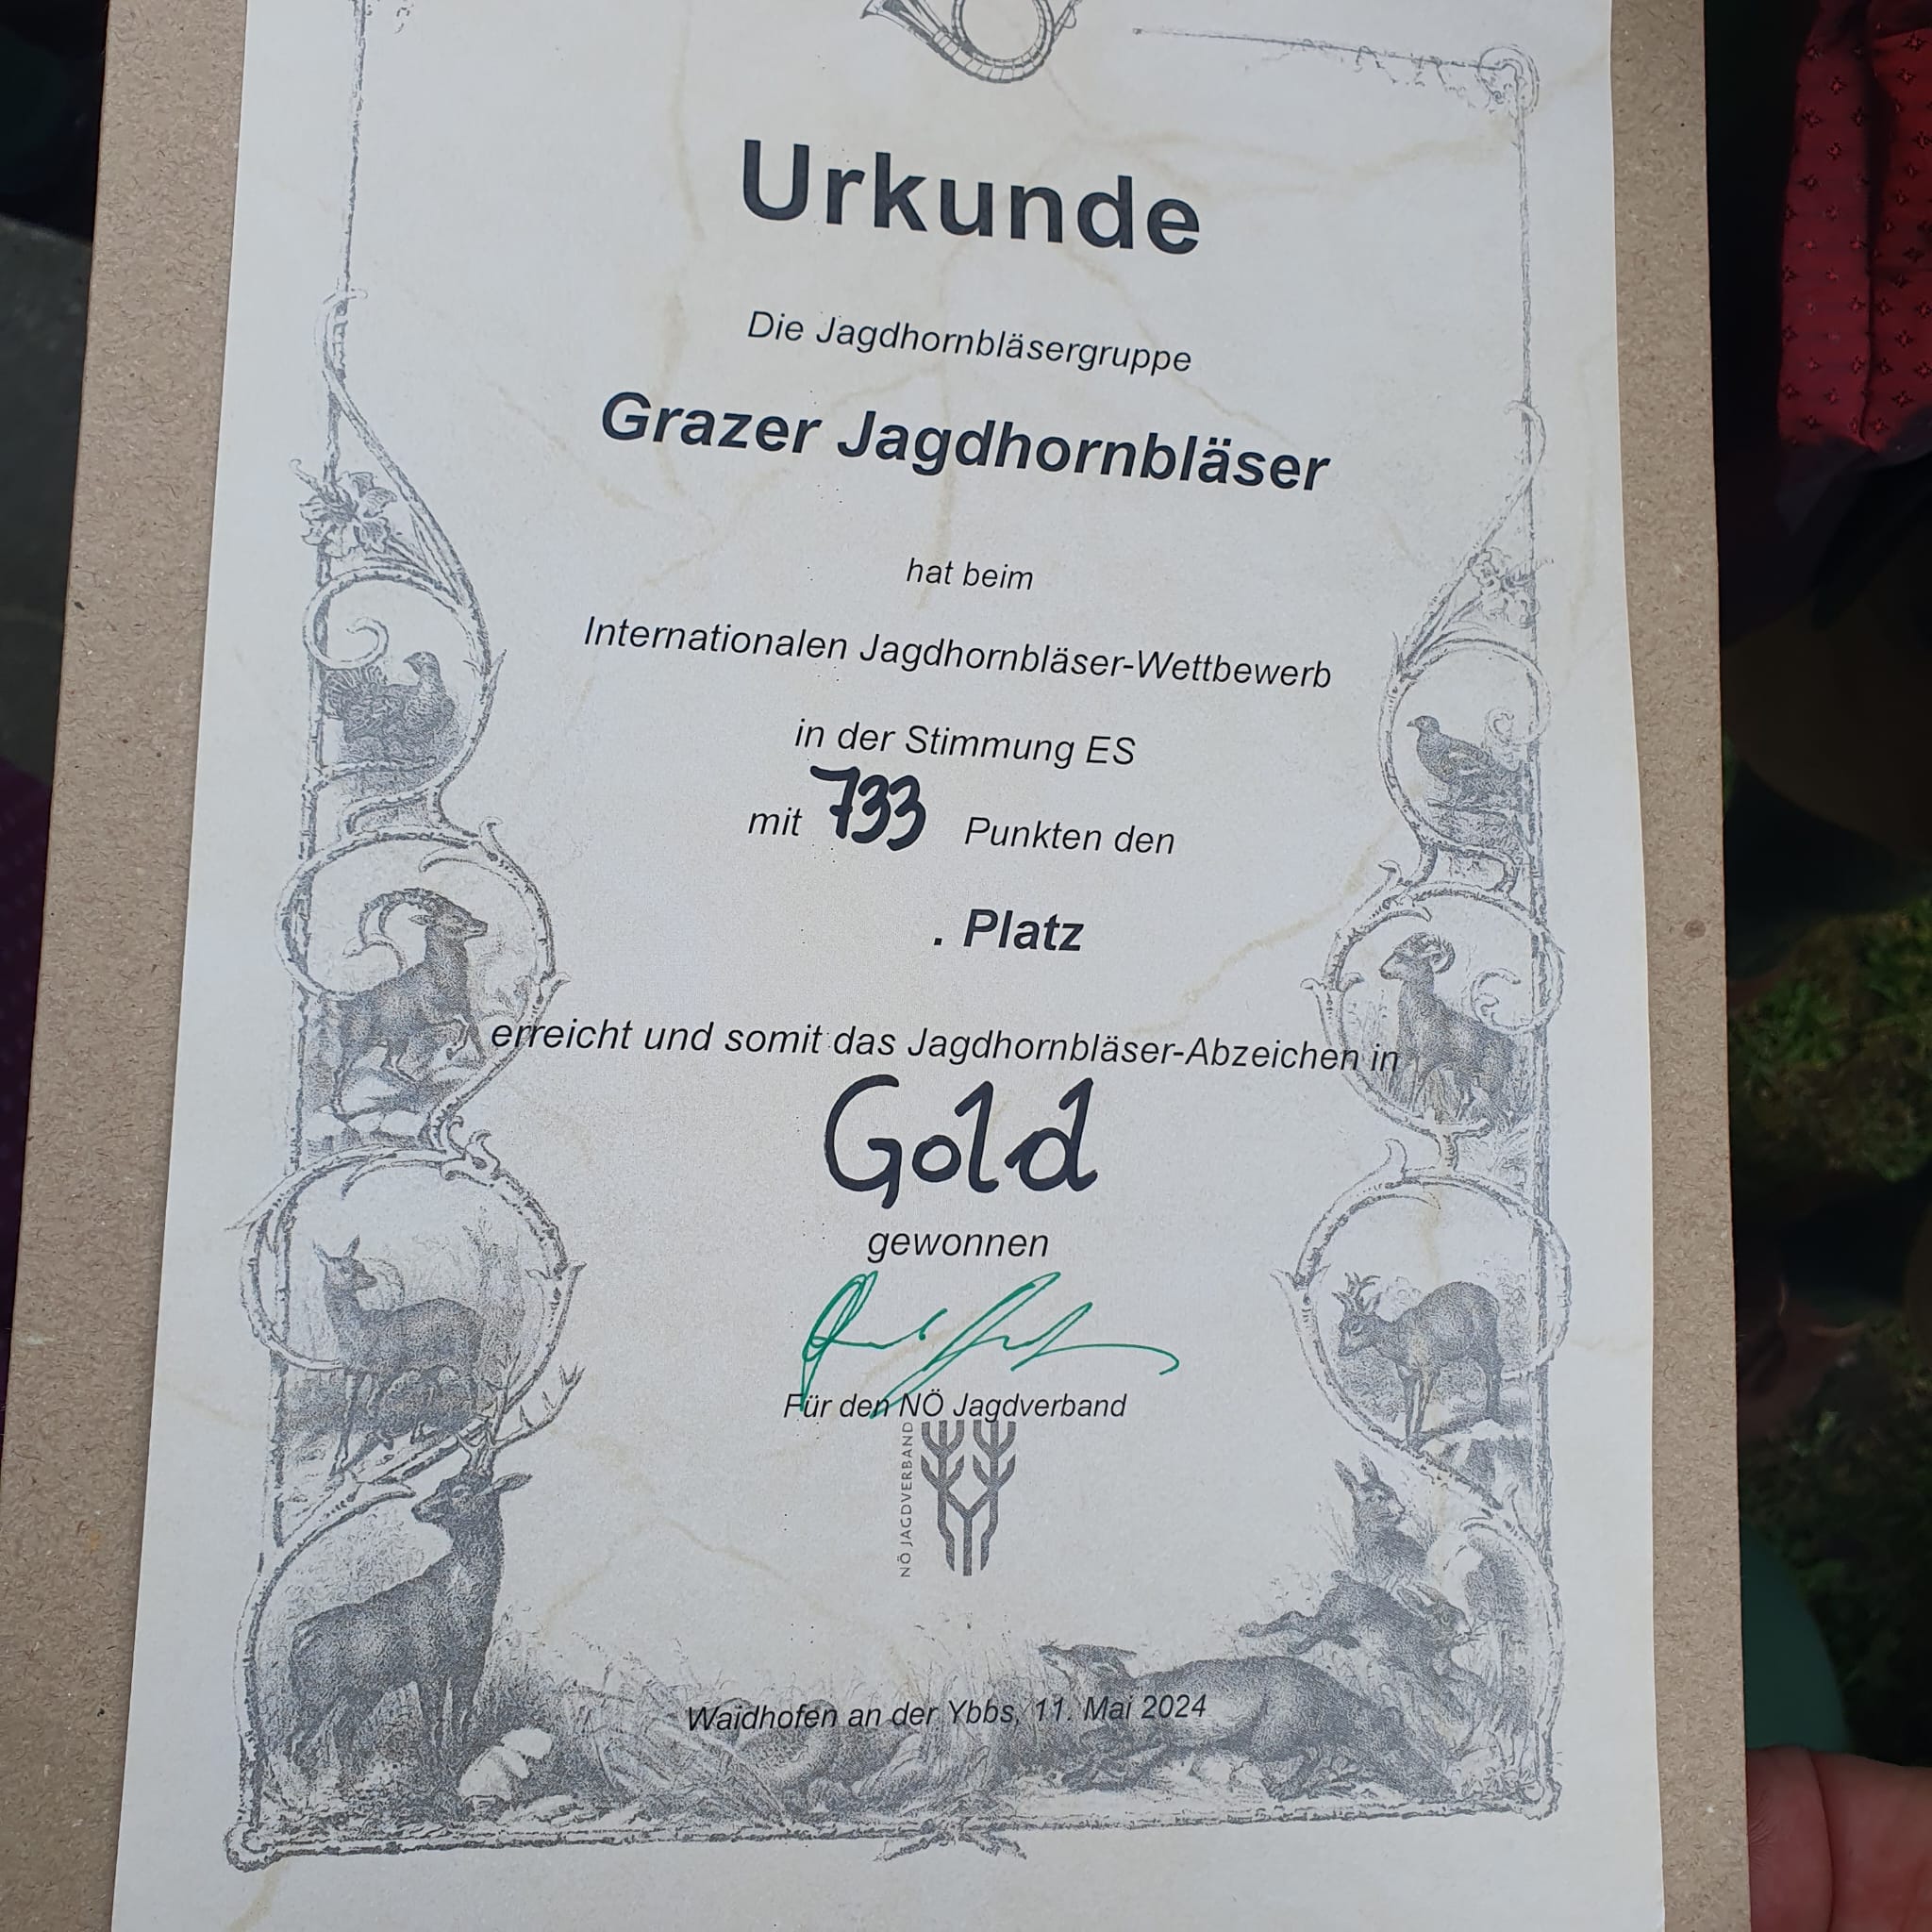 Urkunde
Die Jagdhornbläsergruppe
Grazer Jagdhornbläser
hat beim
Internationalen Jagdhornbläser-Wettbewerb
in der Stimmung ES
mit 733 Punkten den
. Platz
erreicht und somit das Jagdhornbläser-Abzeichen in
Gold
gewonnen
Für den NÖ Jagdverband
NÖ JAGDVERBAND
Waidhofen an der Ybbs, 11. Mai 2024